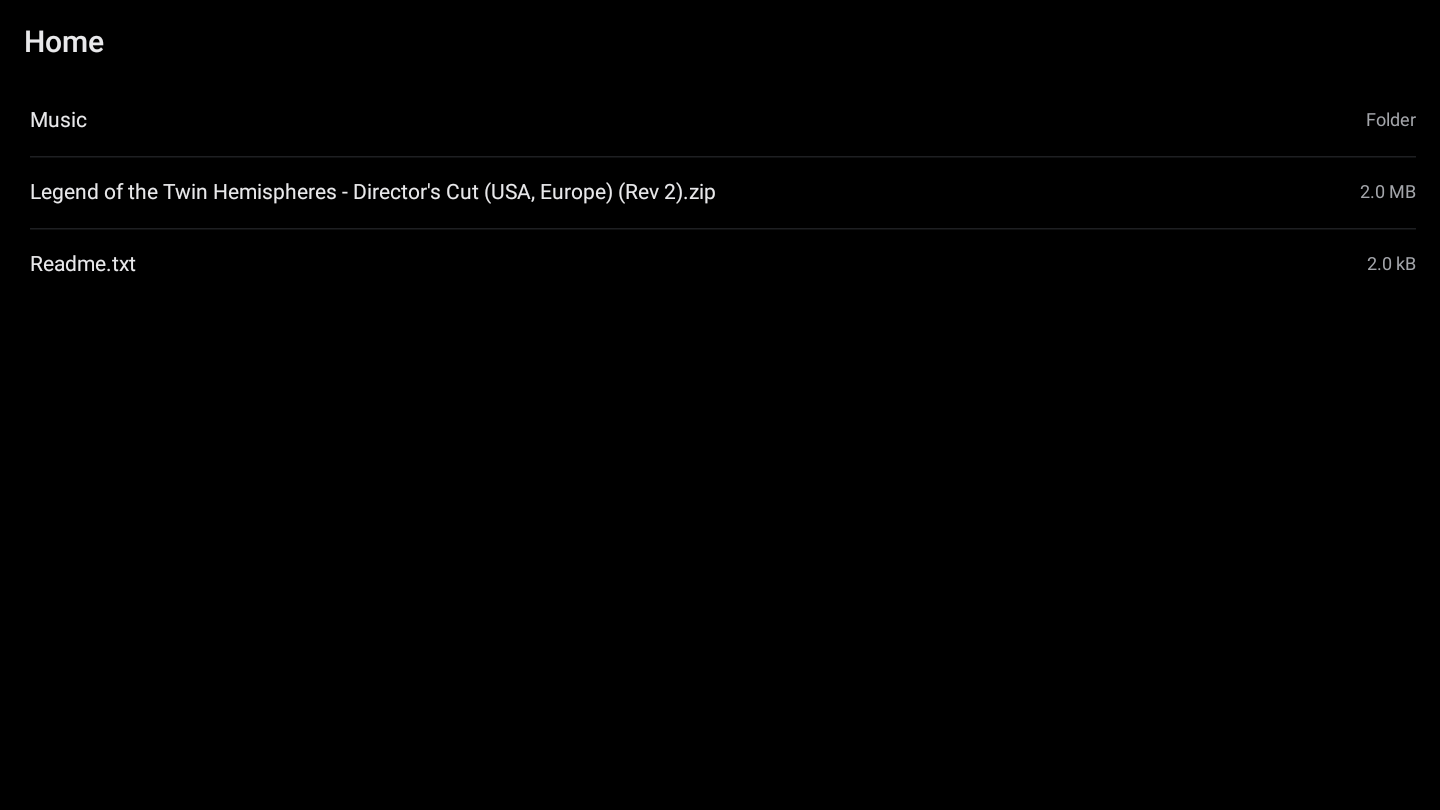 Home
Music Folder
Legend of the Twin Hemispheres - Director's Cut (USA, Europe) (Rev 2).zip 2.0 MB
Readme.txt 2.0 kB